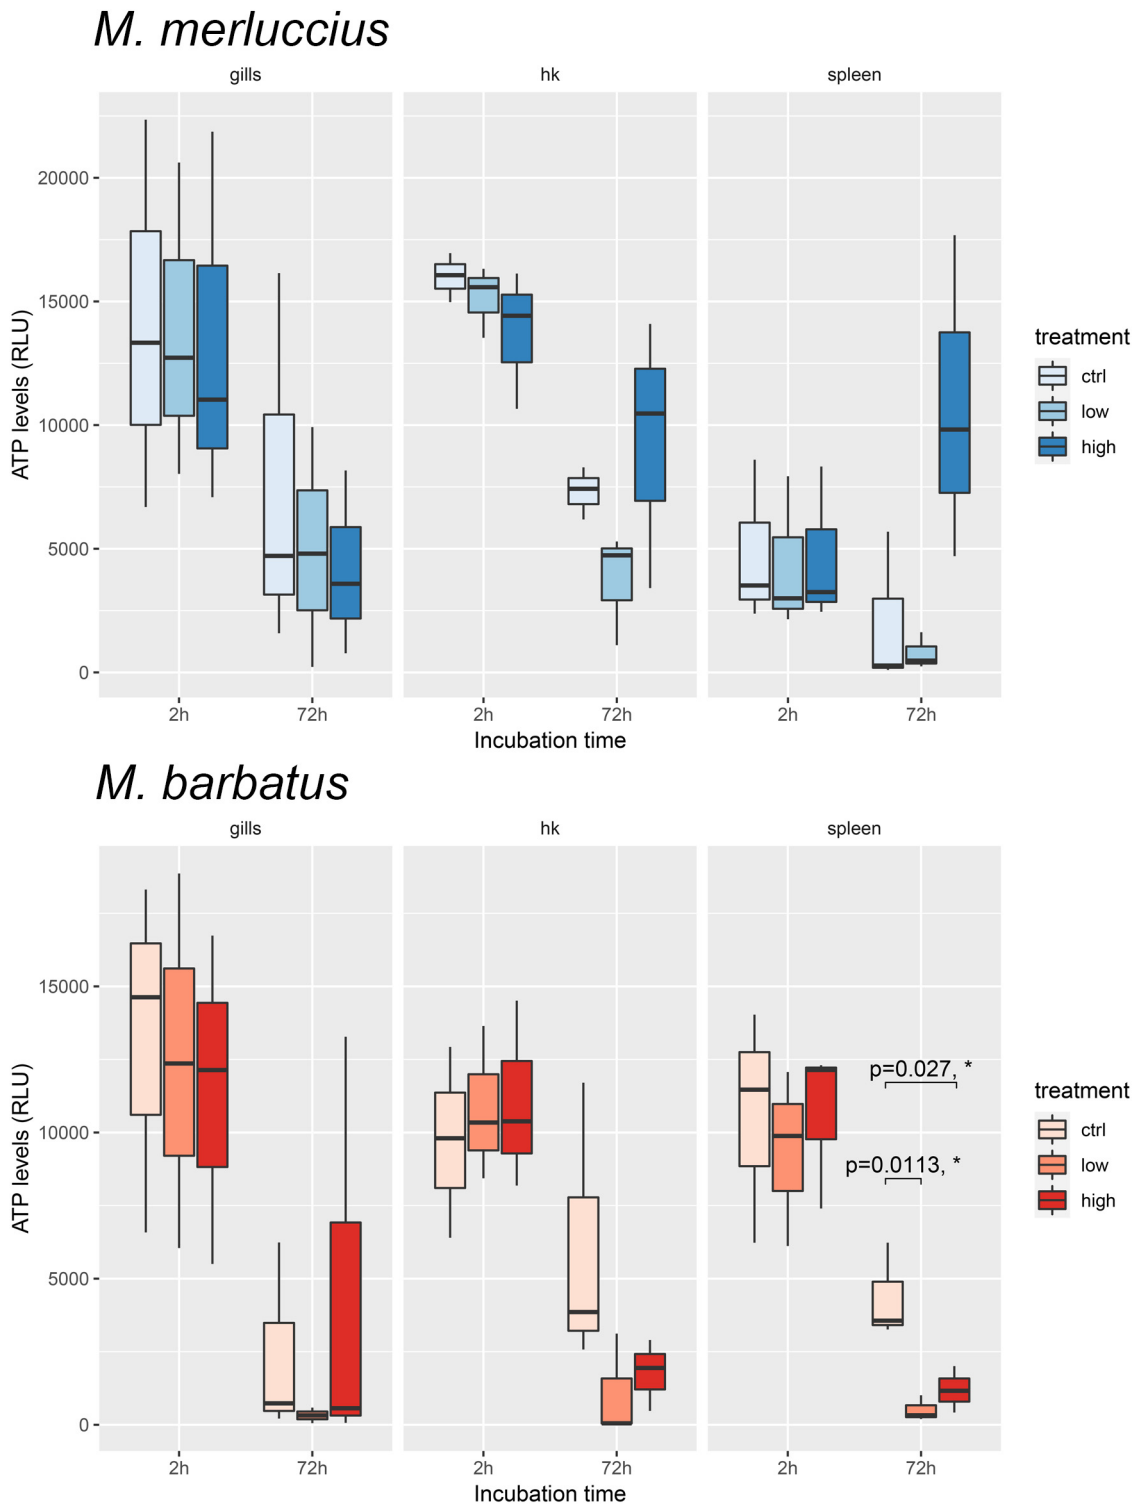 M. merluccius
gills hk spleen
20000
15000
10000
5000
0
ATP levels (RLU)
2h 72h 2h 72h 2h 72h
Incubation time
treatment
ctrl
low
high
M. barbatus
gills hk spleen
15000
10000
5000
0
ATP levels (RLU)
p=0.027, *
p=0.0113, *
2h 72h 2h 72h 2h 72h
Incubation time
treatment
ctrl
low
high